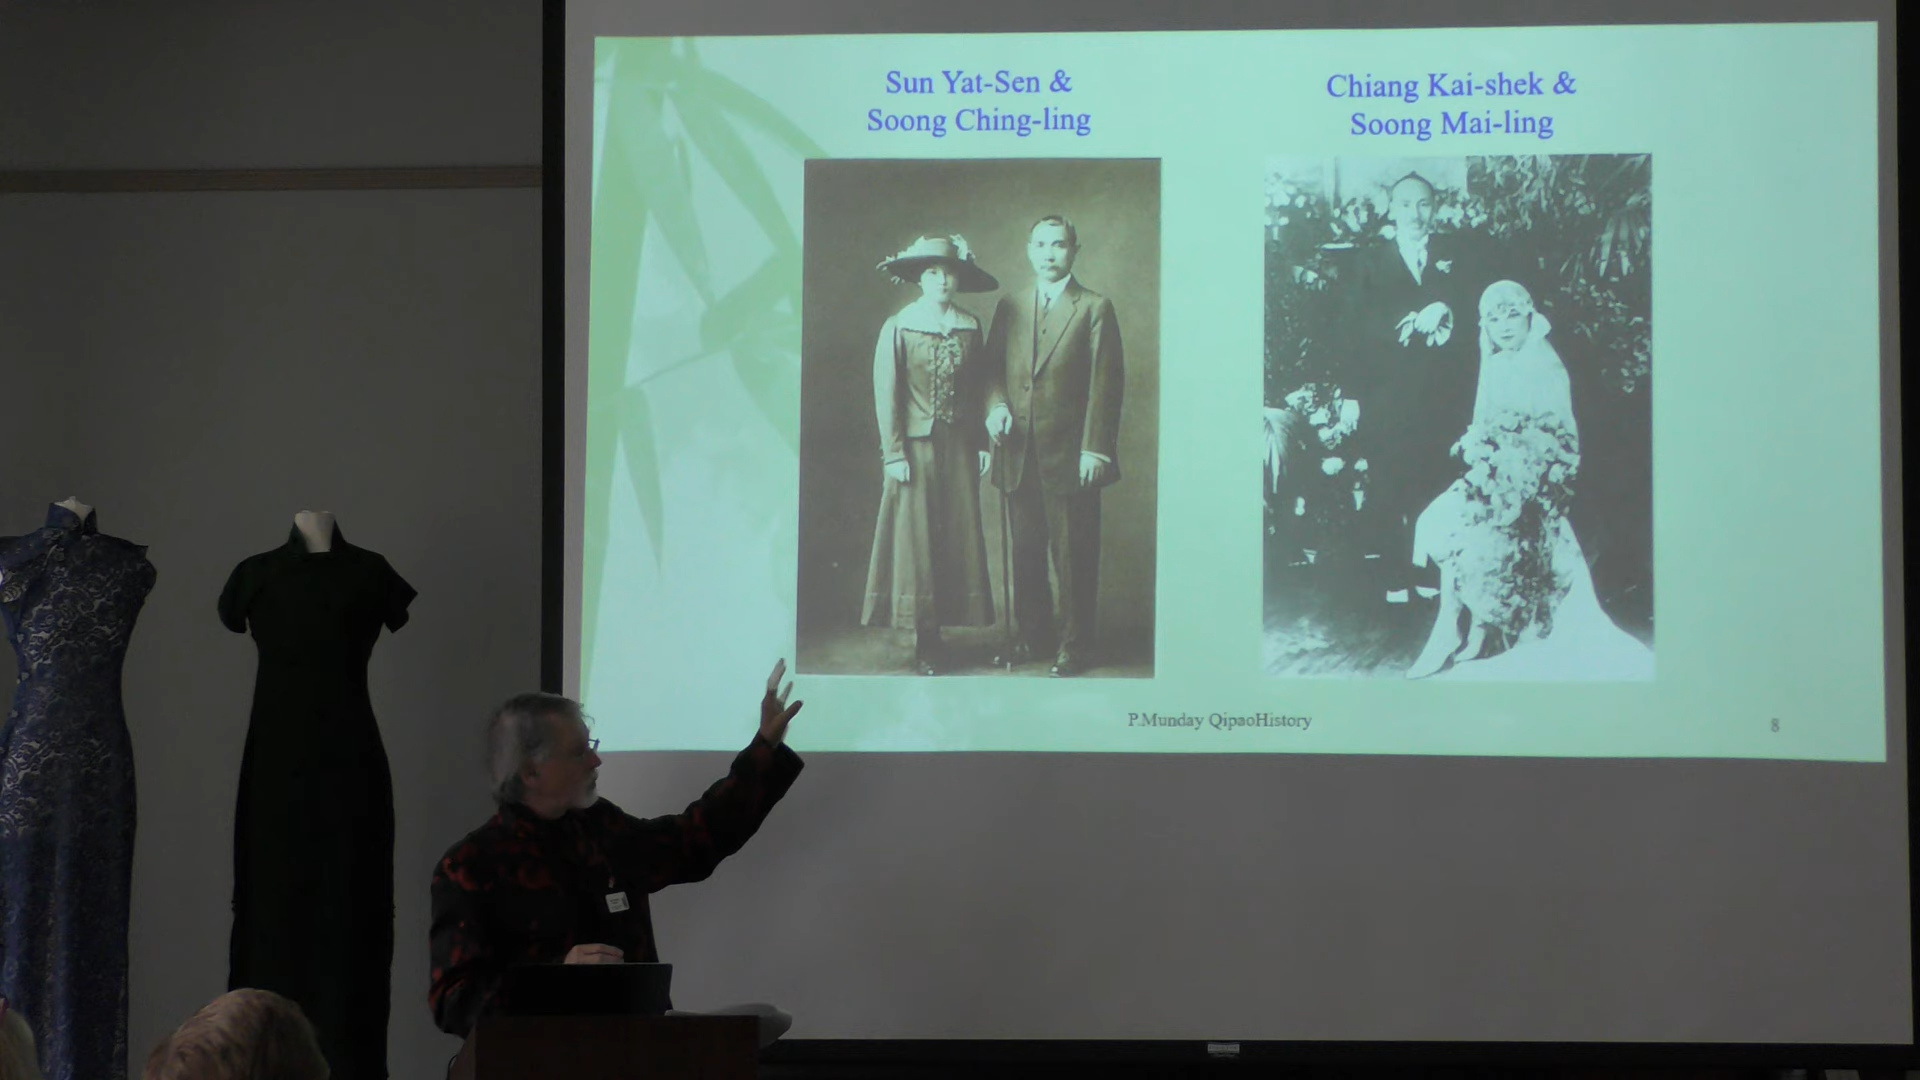 Sun Yat-Sen &
Soong Ching-ling
Chiang Kai-shek &
Soong Mai-ling
P.Munday QipaoHistory
8